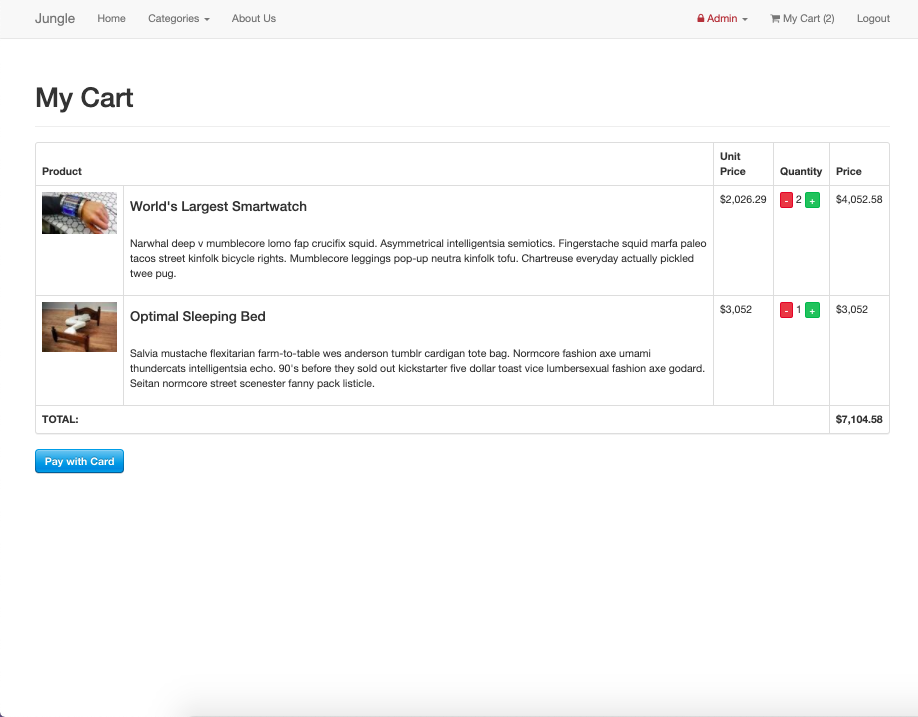 Jungle Home Categories About Us Admin My Cart (2) Logout
My Cart
Product Unit Price Quantity Price
World's Largest Smartwatch $2,026.29 - 2 + $4,052.58
Narwhal deep v mumblecore lomo fap crucifix squid. Asymmetrical intelligentsia semiotics. Fingerstache squid marfa paleo
tacos street kinfolk bicycle rights. Mumblecore leggings pop-up neutra kinfolk tofu. Chartreuse everyday actually pickled
twee pug.
Optimal Sleeping Bed $3,052 - 1 + $3,052
Salvia mustache flexitarian farm-to-table wes anderson tumblr cardigan tote bag. Normcore fashion axe umami
thundercats intelligentsia echo. 90's before they sold out kickstarter five dollar toast vice lumbersexual fashion axe godard.
Seitan normcore street scenester fanny pack listicle.
TOTAL: $7,104.58
Pay with Card